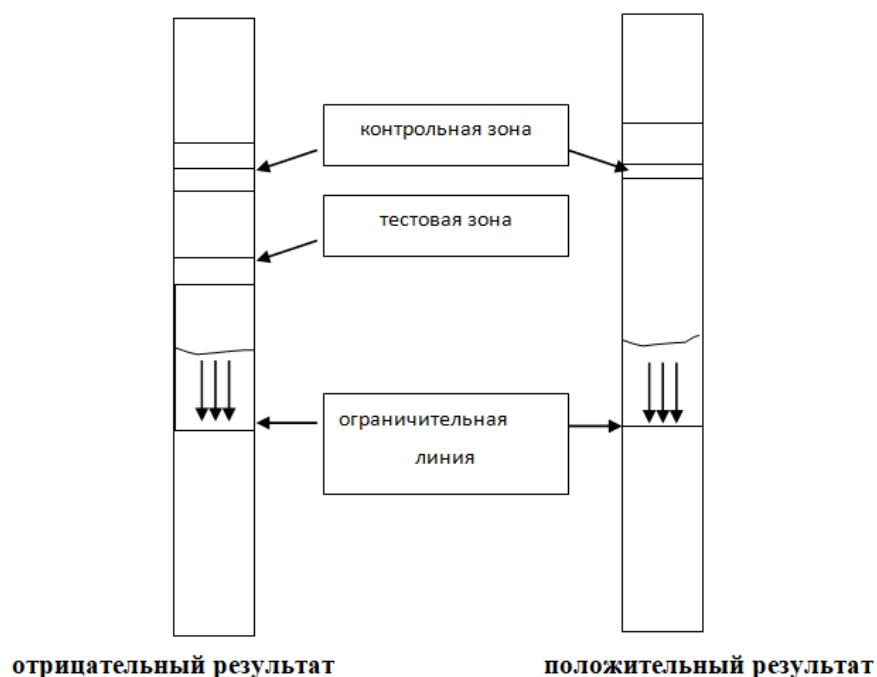 контрольная зона
тестовая зона
ограничительная
линия
отрицательный результат
положительный результат